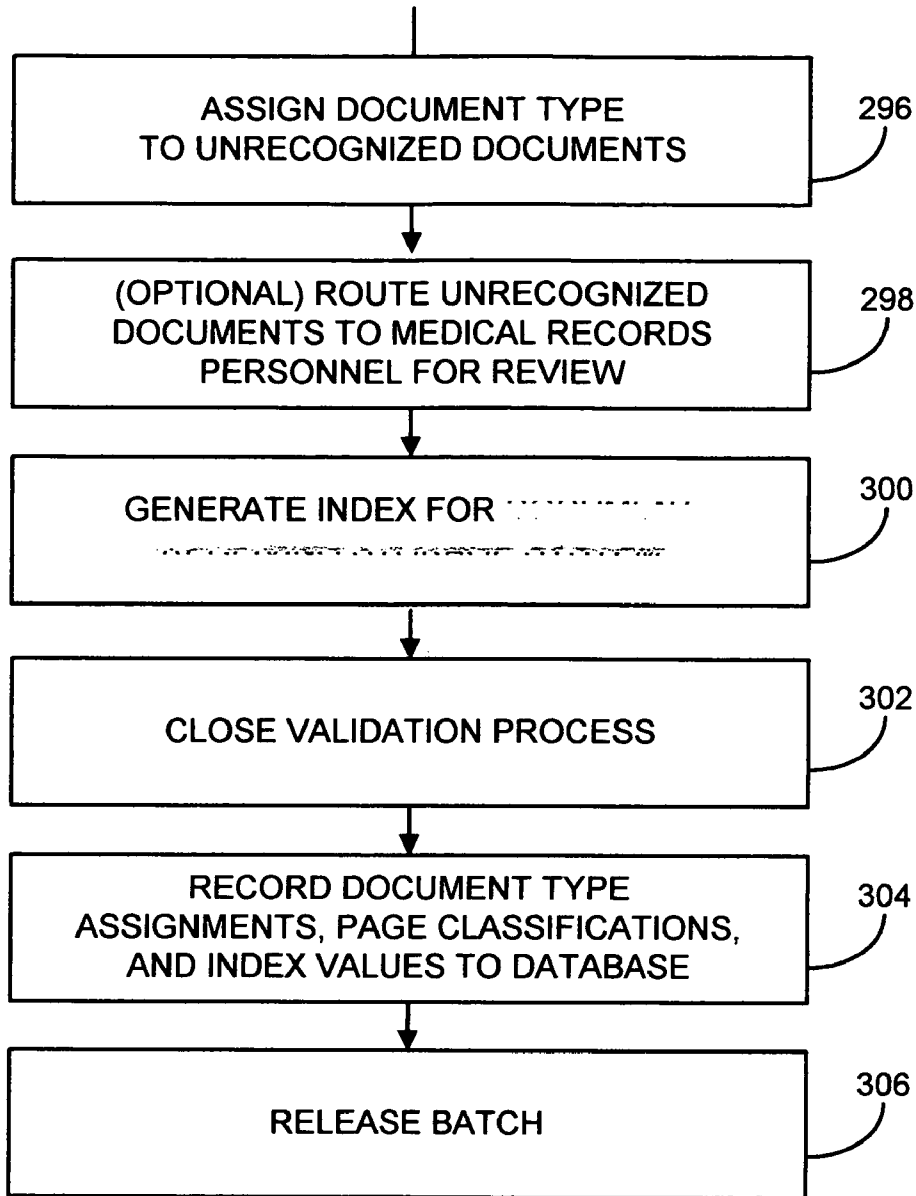 ASSIGN DOCUMENT TYPE
TO UNRECOGNIZED DOCUMENTS
296
(OPTIONAL) ROUTE UNRECOGNIZED
DOCUMENTS TO MEDICAL RECORDS
PERSONNEL FOR REVIEW
298
GENERATE INDEX FOR
300
CLOSE VALIDATION PROCESS
302
RECORD DOCUMENT TYPE
ASSIGNMENTS, PAGE CLASSIFICATIONS,
AND INDEX VALUES TO DATABASE
304
RELEASE BATCH
306